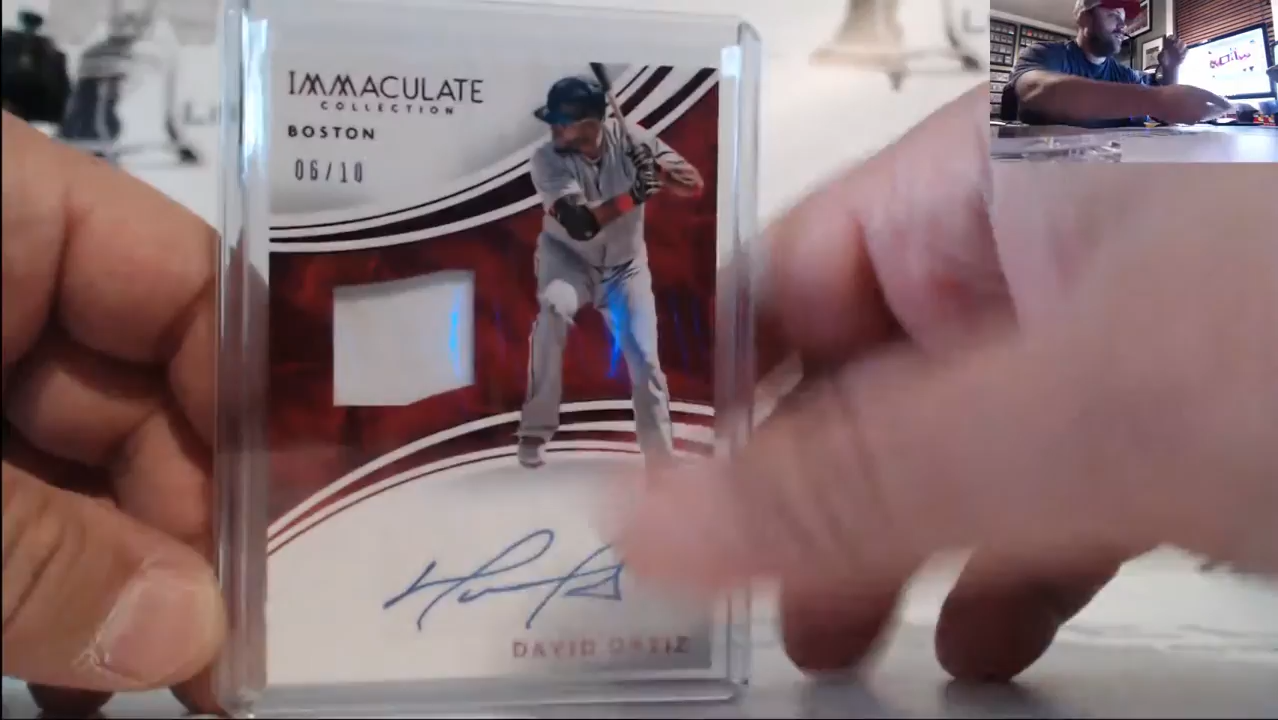 IMMACULATE
COLLECTION
BOSTON
06/10
DAVID ORTIZ